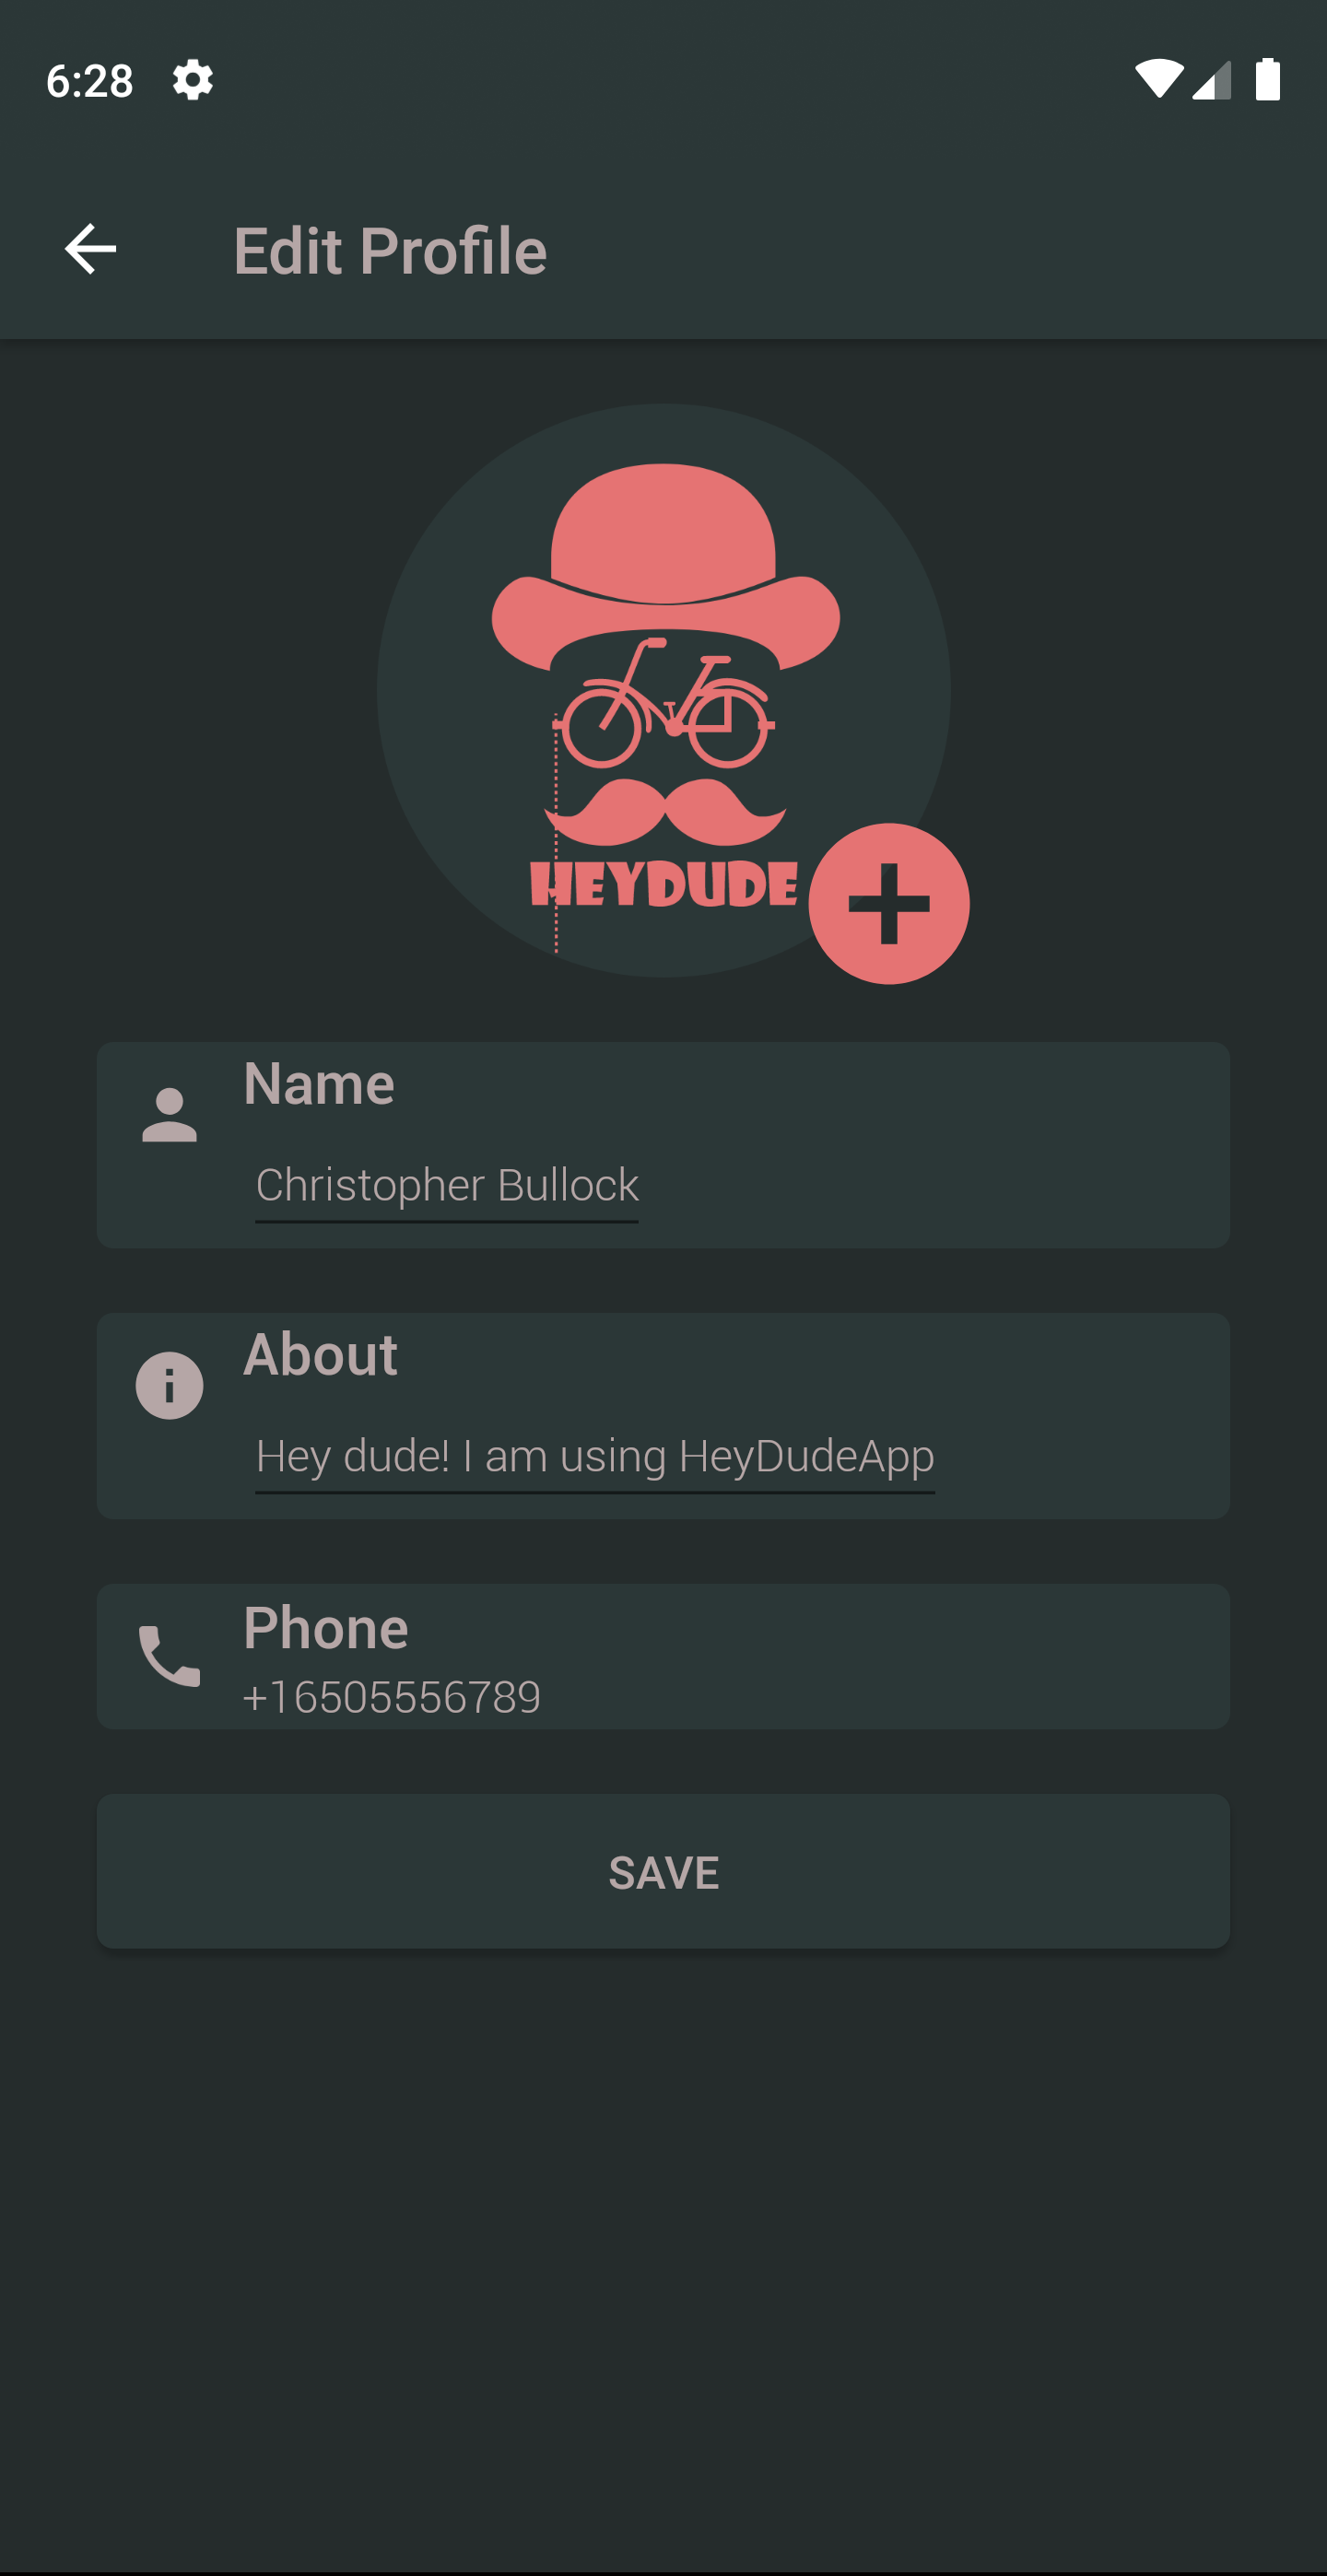 6:28
Edit Profile
HEYDUDE
Name
Christopher Bullock
About
Hey dude! I am using HeyDudeApp
Phone
+16505556789
SAVE